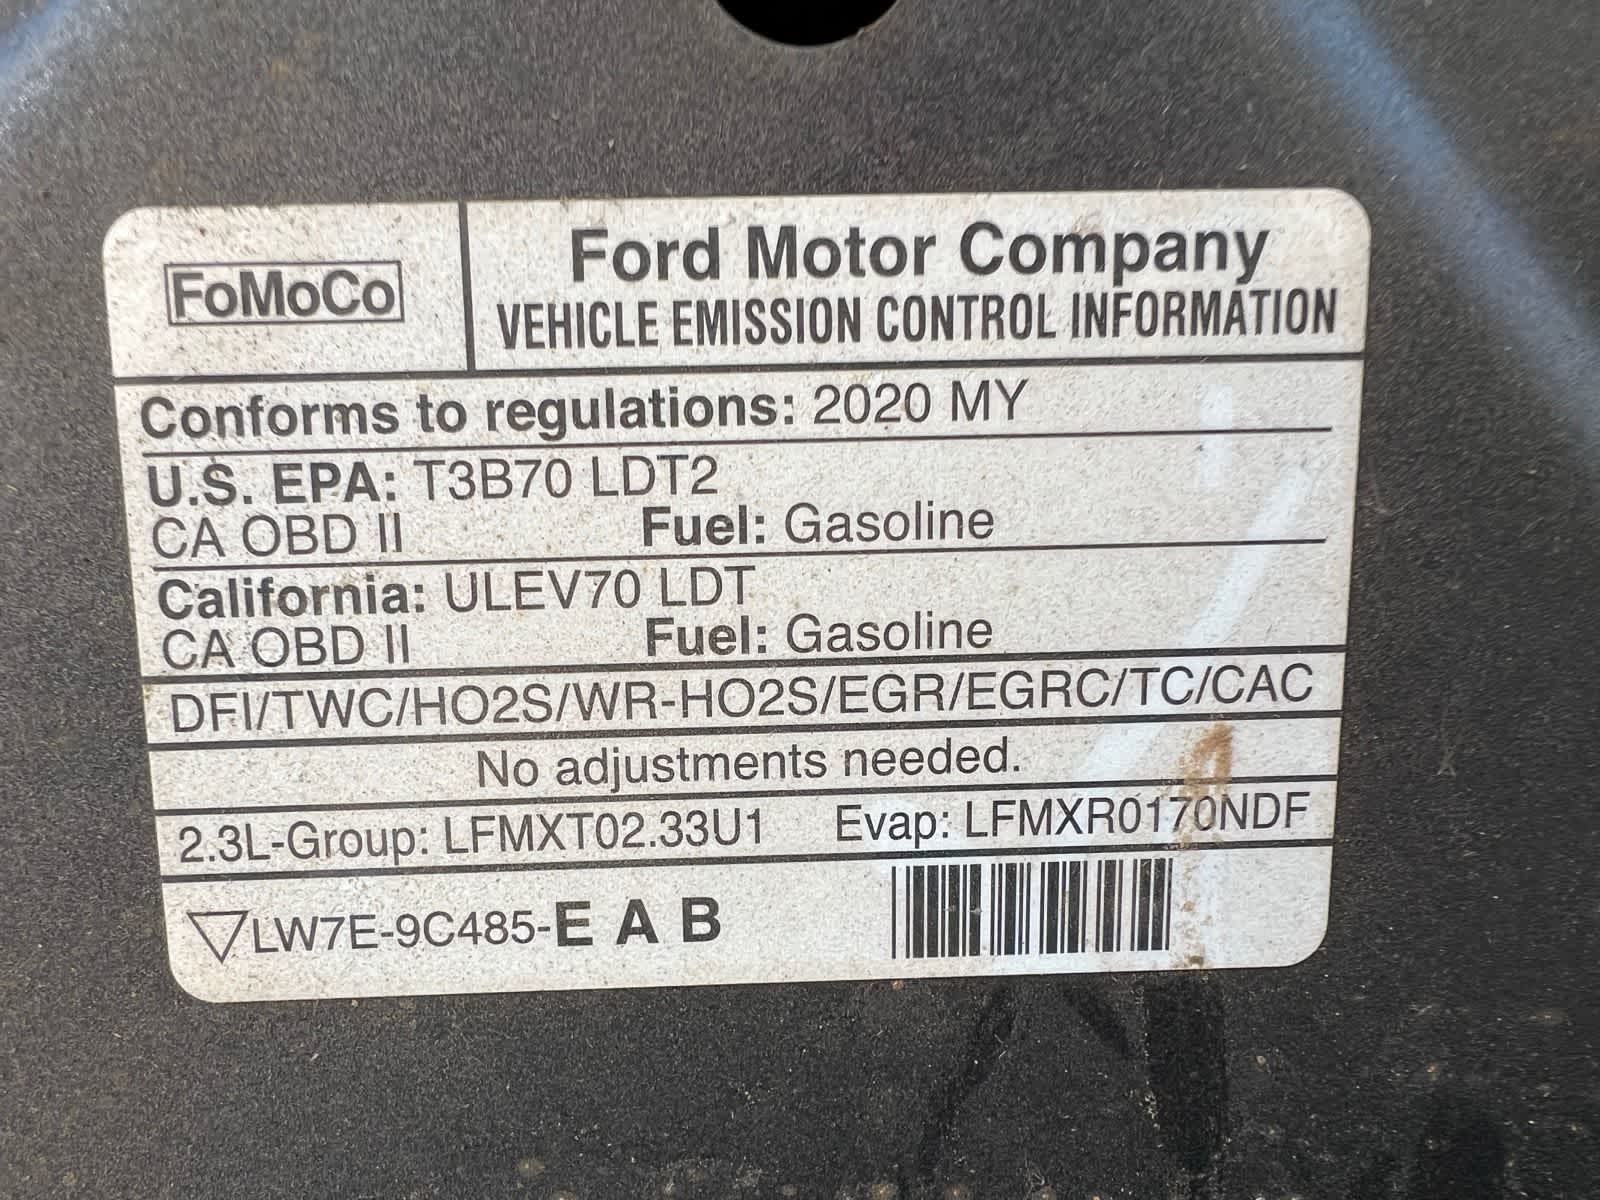 FoMoCo
Ford Motor Company
VEHICLE EMISSION CONTROL INFORMATION
Conforms to regulations: 2020 MY
U.S. EPA: T3B70 LDT2
CA OBD II Fuel: Gasoline
California: ULEV70 LDT
CA OBD II Fuel: Gasoline
DFI/TWC/HO2S/WR-HO2S/EGR/EGRC/TC/CAC
No adjustments needed.
2.3L-Group: LFMXT02.33U1 Evap: LFMXR0170NDF
LW7E-9C485-E A B